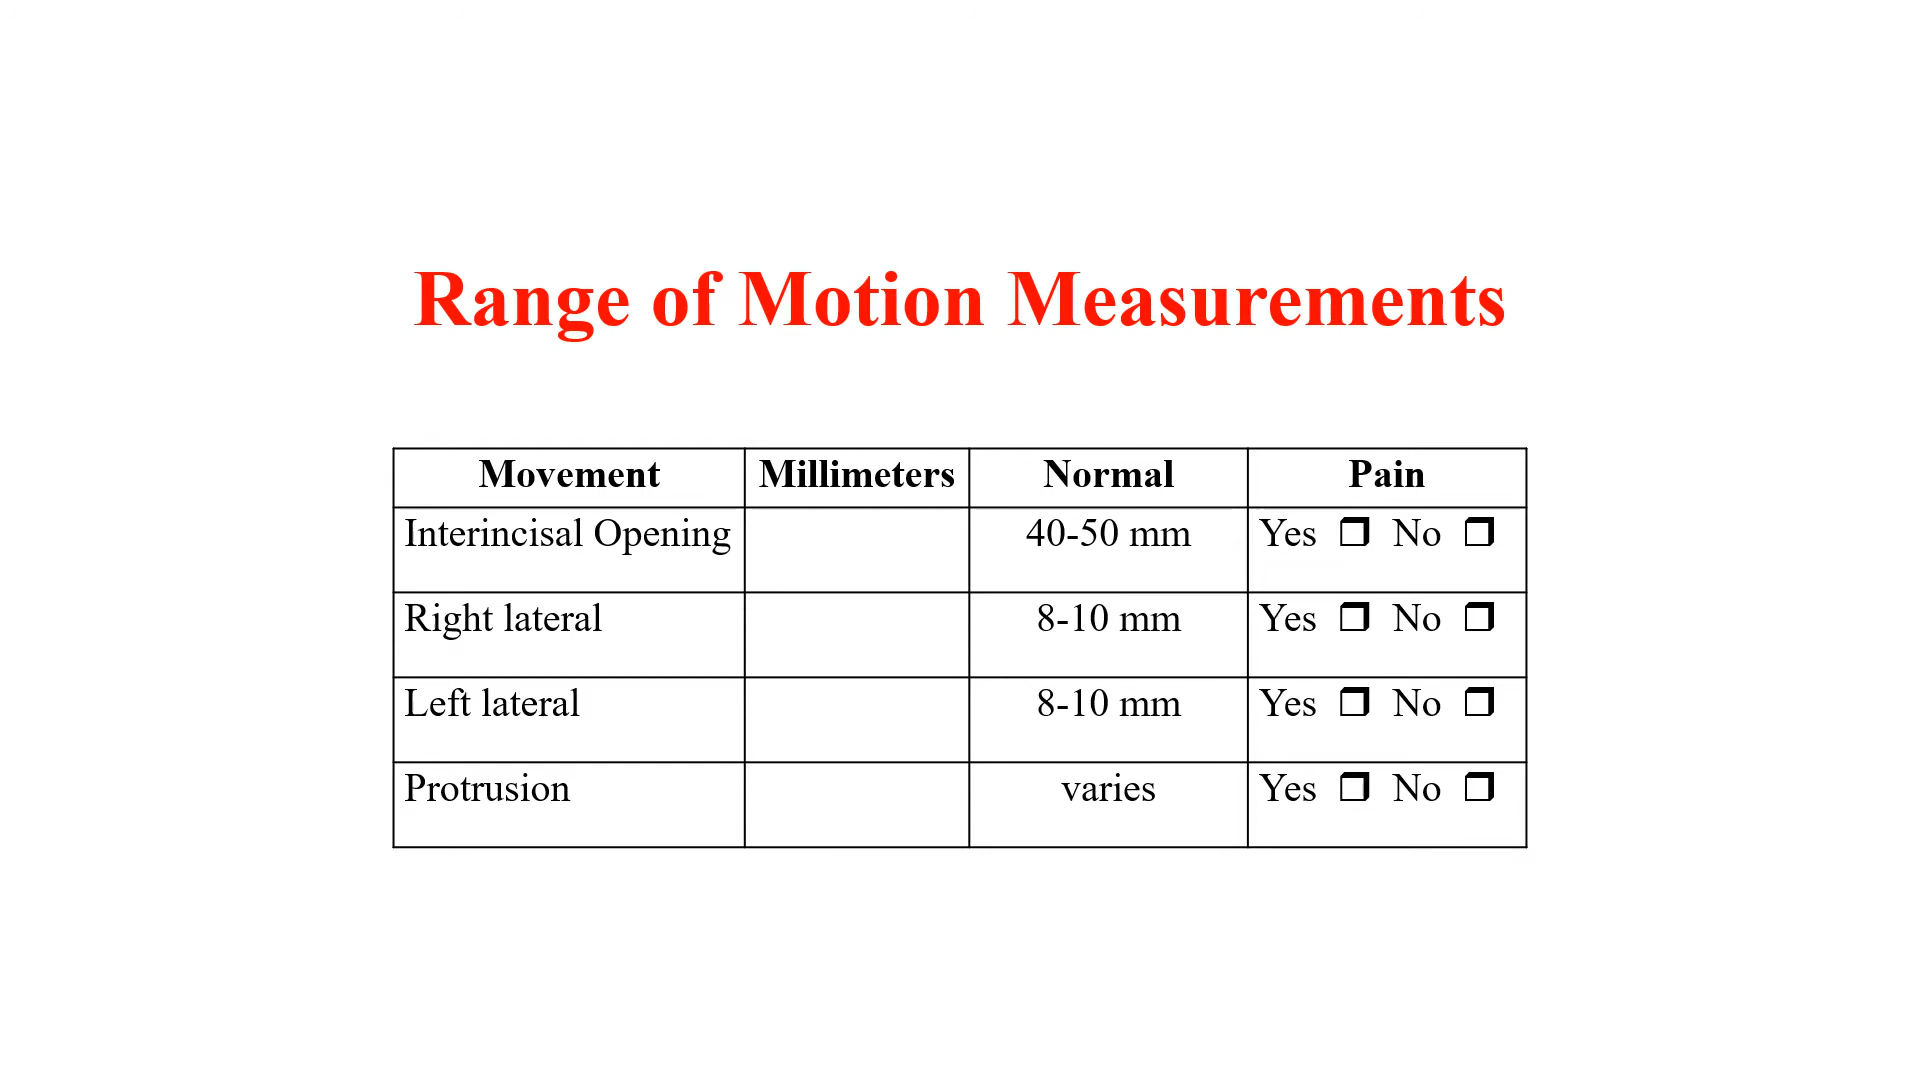 Range of Motion Measurements
Movement Millimeters Normal Pain
Interincisal Opening 40-50 mm Yes ❒ No ❒
Right lateral 8-10 mm Yes ❒ No ❒
Left lateral 8-10 mm Yes ❒ No ❒
Protrusion varies Yes ❒ No ❒